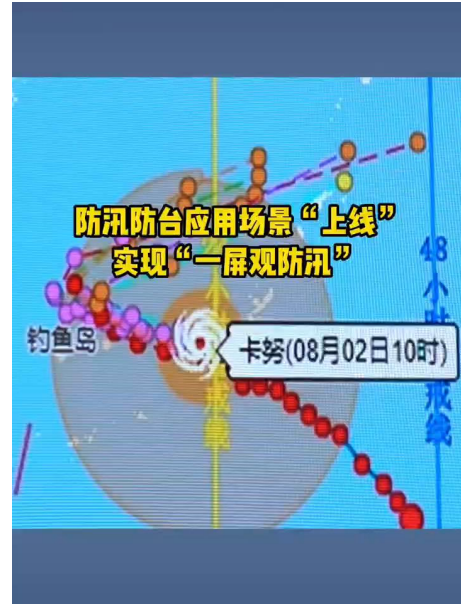 防汛防台应用场景“上线”
实现“一屏观防汛”
钓鱼岛
卡努(08月02日10时)
48
小
时
戒
线